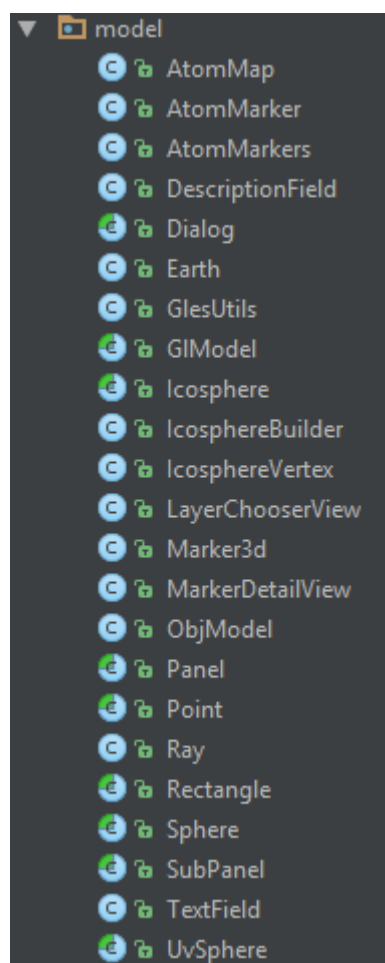 model
AtomMap
AtomMarker
AtomMarkers
DescriptionField
Dialog
Earth
GlesUtils
GlModel
Icosphere
IcosphereBuilder
IcosphereVertex
LayerChooserView
Marker3d
MarkerDetailView
ObjModel
Panel
Point
Ray
Rectangle
Sphere
SubPanel
TextField
UvSphere